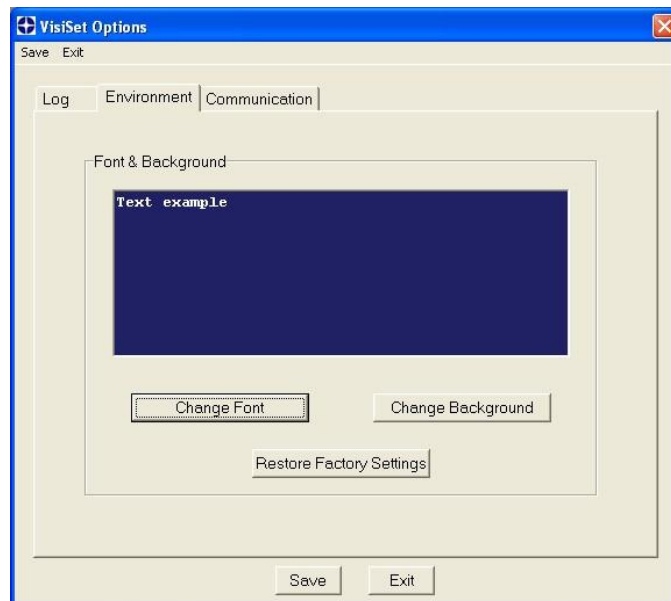 VisiSet Options
Save Exit
Log Environment Communication
Font & Background
Text example
Change Font Change Background
Restore Factory Settings
Save Exit